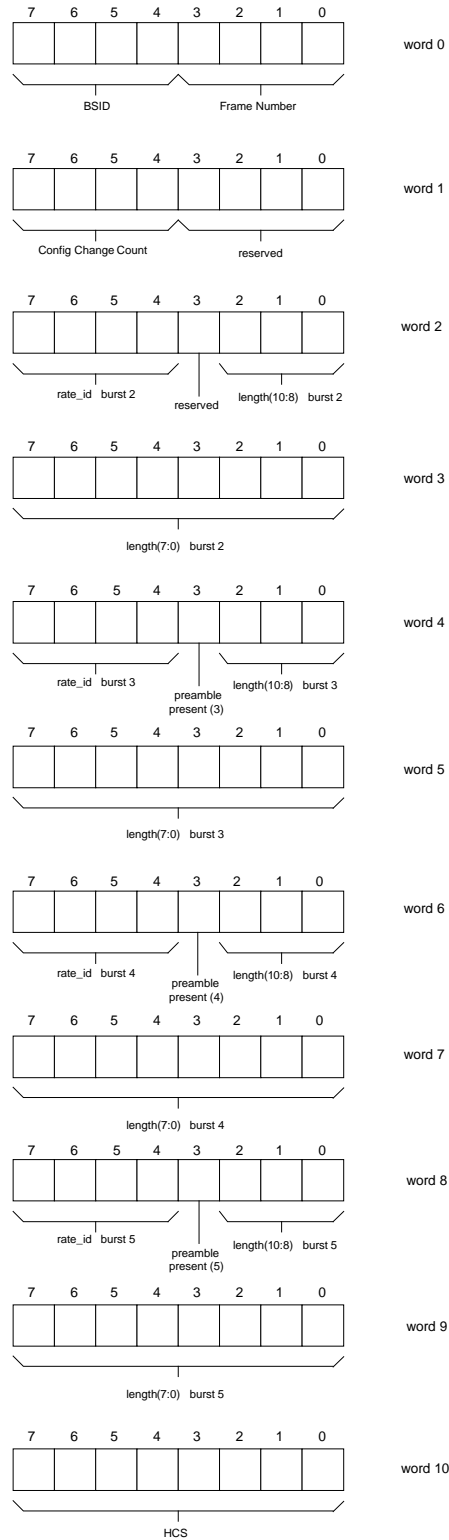 7 6 5 4 3 2 1 0
word 0
BSID Frame Number
7 6 5 4 3 2 1 0
word 1
Config Change Count reserved
7 6 5 4 3 2 1 0
word 2
rate_id burst 2 reserved length(10:8) burst 2
7 6 5 4 3 2 1 0
word 3
length(7:0) burst 2
7 6 5 4 3 2 1 0
word 4
rate_id burst 3 preamble length(10:8) burst 3
present (3)
7 6 5 4 3 2 1 0
word 5
length(7:0) burst 3
7 6 5 4 3 2 1 0
word 6
rate_id burst 4 preamble length(10:8) burst 4
present (4)
7 6 5 4 3 2 1 0
word 7
length(7:0) burst 4
7 6 5 4 3 2 1 0
word 8
rate_id burst 5 preamble length(10:8) burst 5
present (5)
7 6 5 4 3 2 1 0
word 9
length(7:0) burst 5
7 6 5 4 3 2 1 0
word 10
HCS